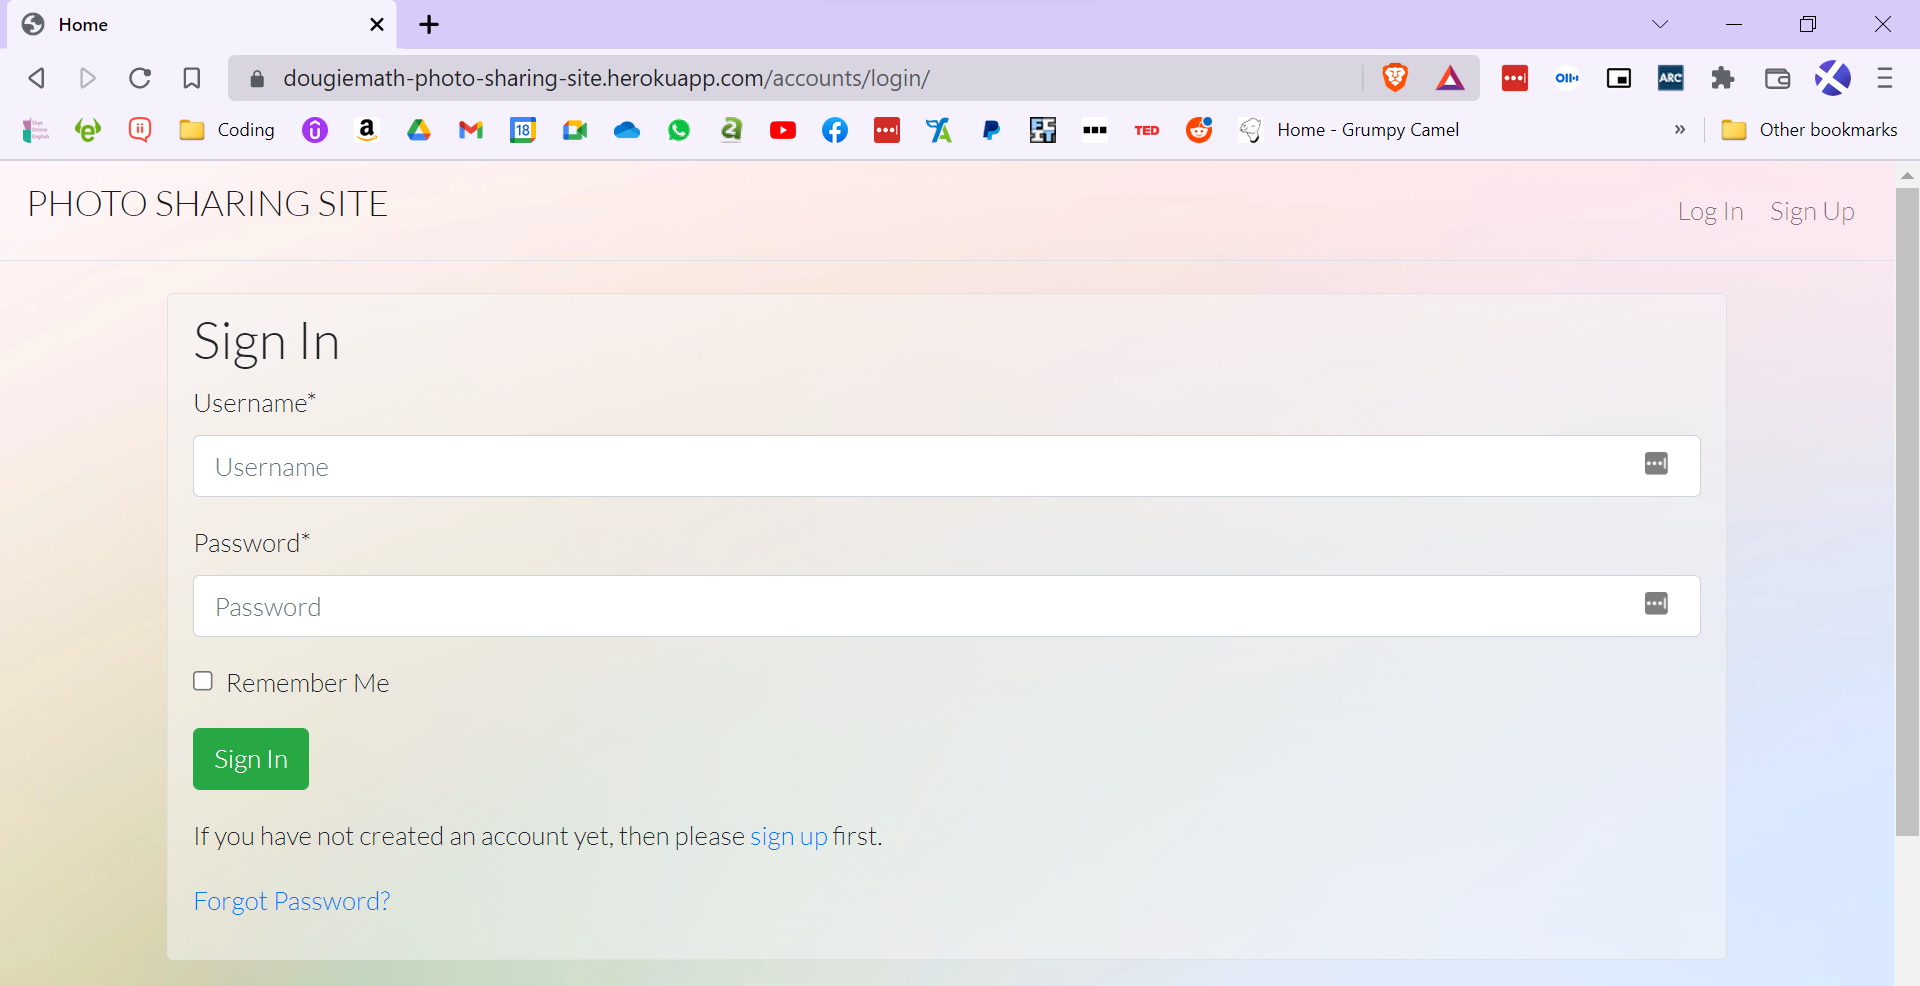 Home
dougiemath-photo-sharing-site.herokuapp.com/accounts/login/
ARC
Coding
18
TED
Home - Grumpy Camel
»
Other bookmarks
PHOTO SHARING SITE
Log In
Sign Up
Sign In
Username*
Username
Password*
Password
Remember Me
Sign In
If you have not created an account yet, then please sign up first.
Forgot Password?